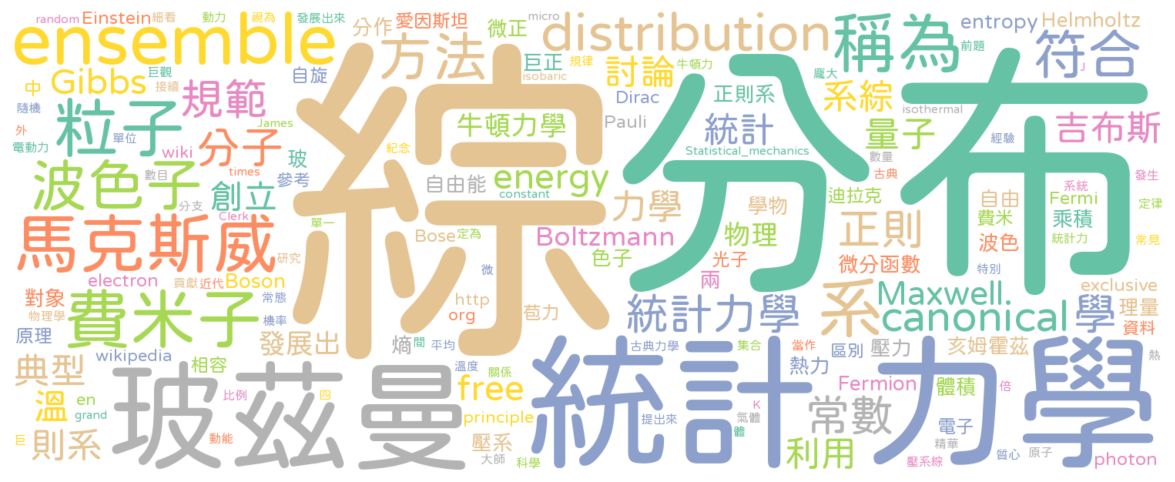 random
Einstein
細看
動力
視為
發展出來
ensemble
分作
愛因斯坦
微正
micro
distribution
稱為
entropy
Helmholtz
前題
符合
中
Gibbs
巨觀
接續
自旋
方法
巨正
isobaric
規律
牛頓力
討論
龐大
系綜
隨機
粒子
規範
外
電動力
單位
James
分子
紀念
綜
牛頓力學
Dirac
Pauli
正則系
統計
Statistical_mechanics
分布
isothermal
量子
經驗
J
吉布斯
數量
古典
系統
發生
波色子
wiki
數目
分支
玻
參考
times
創立
Clerk
單一
自由能
energy
constant
力學
學物
迪拉克
自由
Fermi
定律
馬克斯威
研究
Bose
定為
Boltzmann
物理
色子
光子
正則
微分函數
費米
乘積
波色
統計力
常見
特別
electron
貢獻
近代
Boson
微
http
org
苞力
兩
exclusive
對象
物理學
費米子
常態
機率
統計力學
系
Maxwell.
canonical
學
理量
資料
原理
wikipedia
相容
發展出
熵
間
平均
古典力學
集合
當作
區別
壓力
亥姆霍茲
典型
溫
en
grand
比例
玻茲曼
溫度
關係
四
free
principle
提出來
統計力學
K
氣體
體
熱力
Fermion
體積
倍
熱
常數
電子
精華
巨
則系
動能
壓系
大師
科學
利用
壓系綜
質心
原子
photon